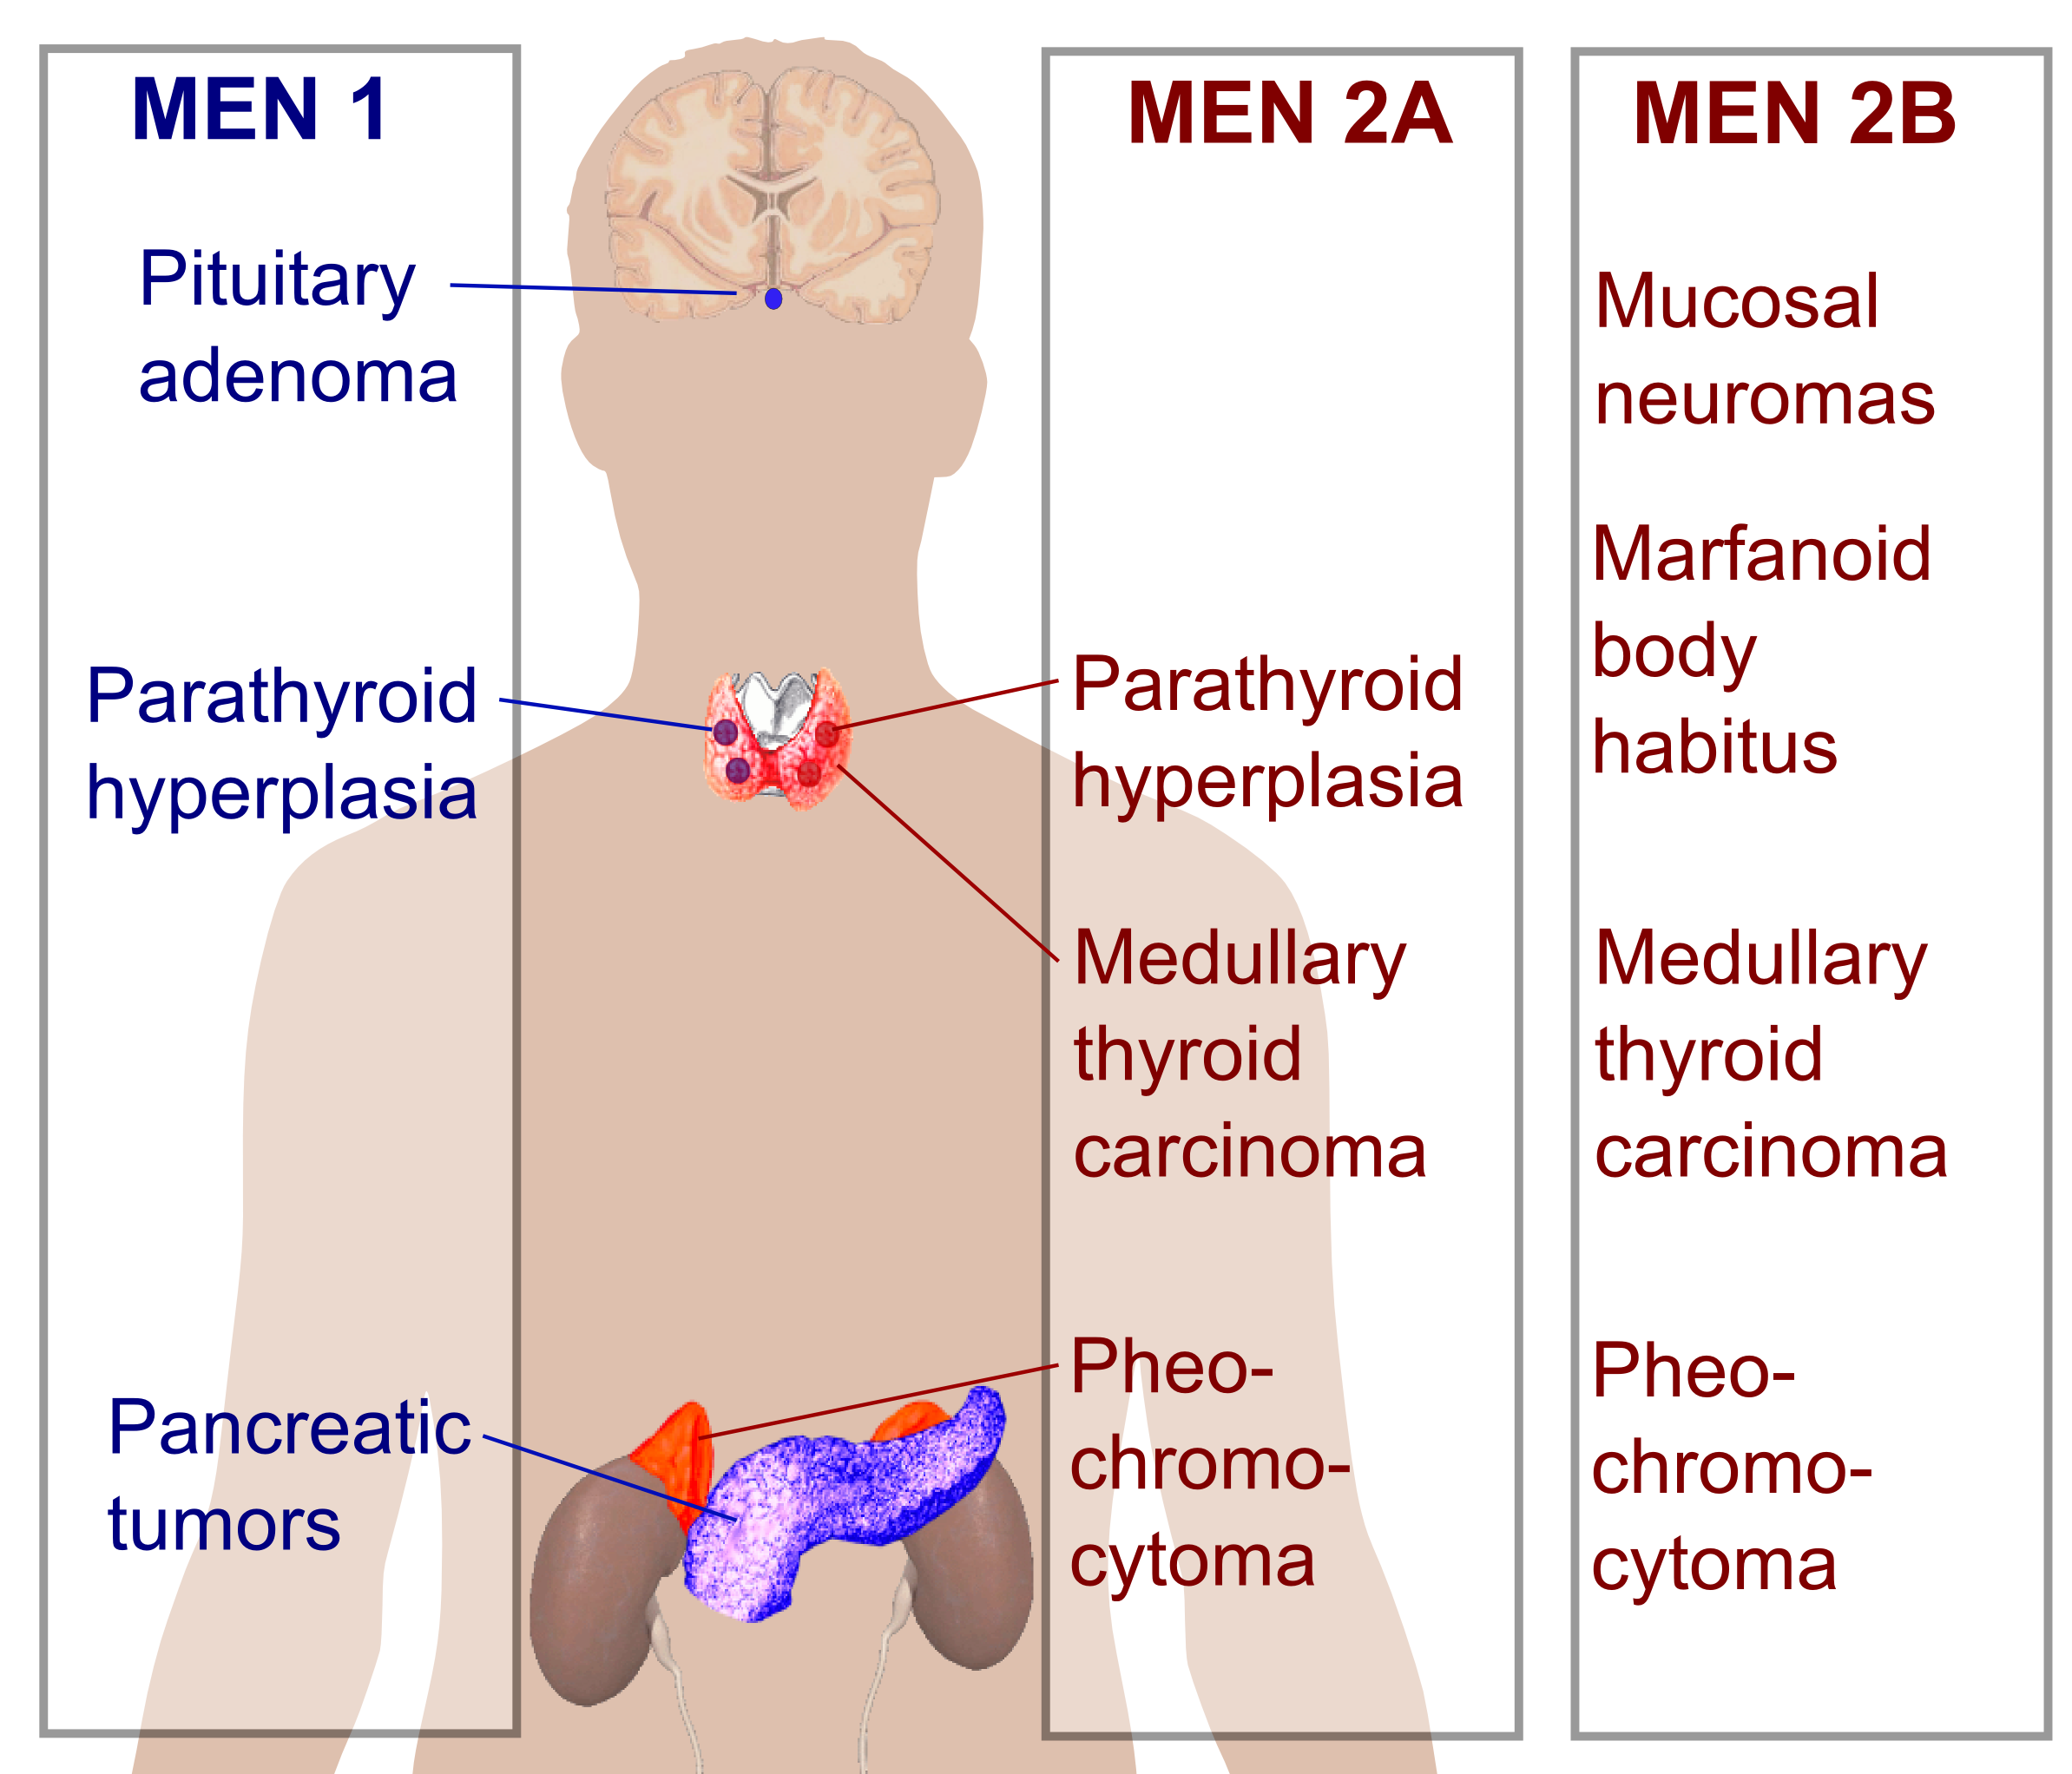 MEN 1
Pituitary
adenoma
Parathyroid
hyperplasia
Pancreatic
tumors
MEN 2A
Parathyroid
hyperplasia
Medullary
thyroid
carcinoma
Pheo-
chromo-
cytoma
MEN 2B
Mucosal
neuromas
Marfanoid
body
habitus
Medullary
thyroid
carcinoma
Pheo-
chromo-
cytoma